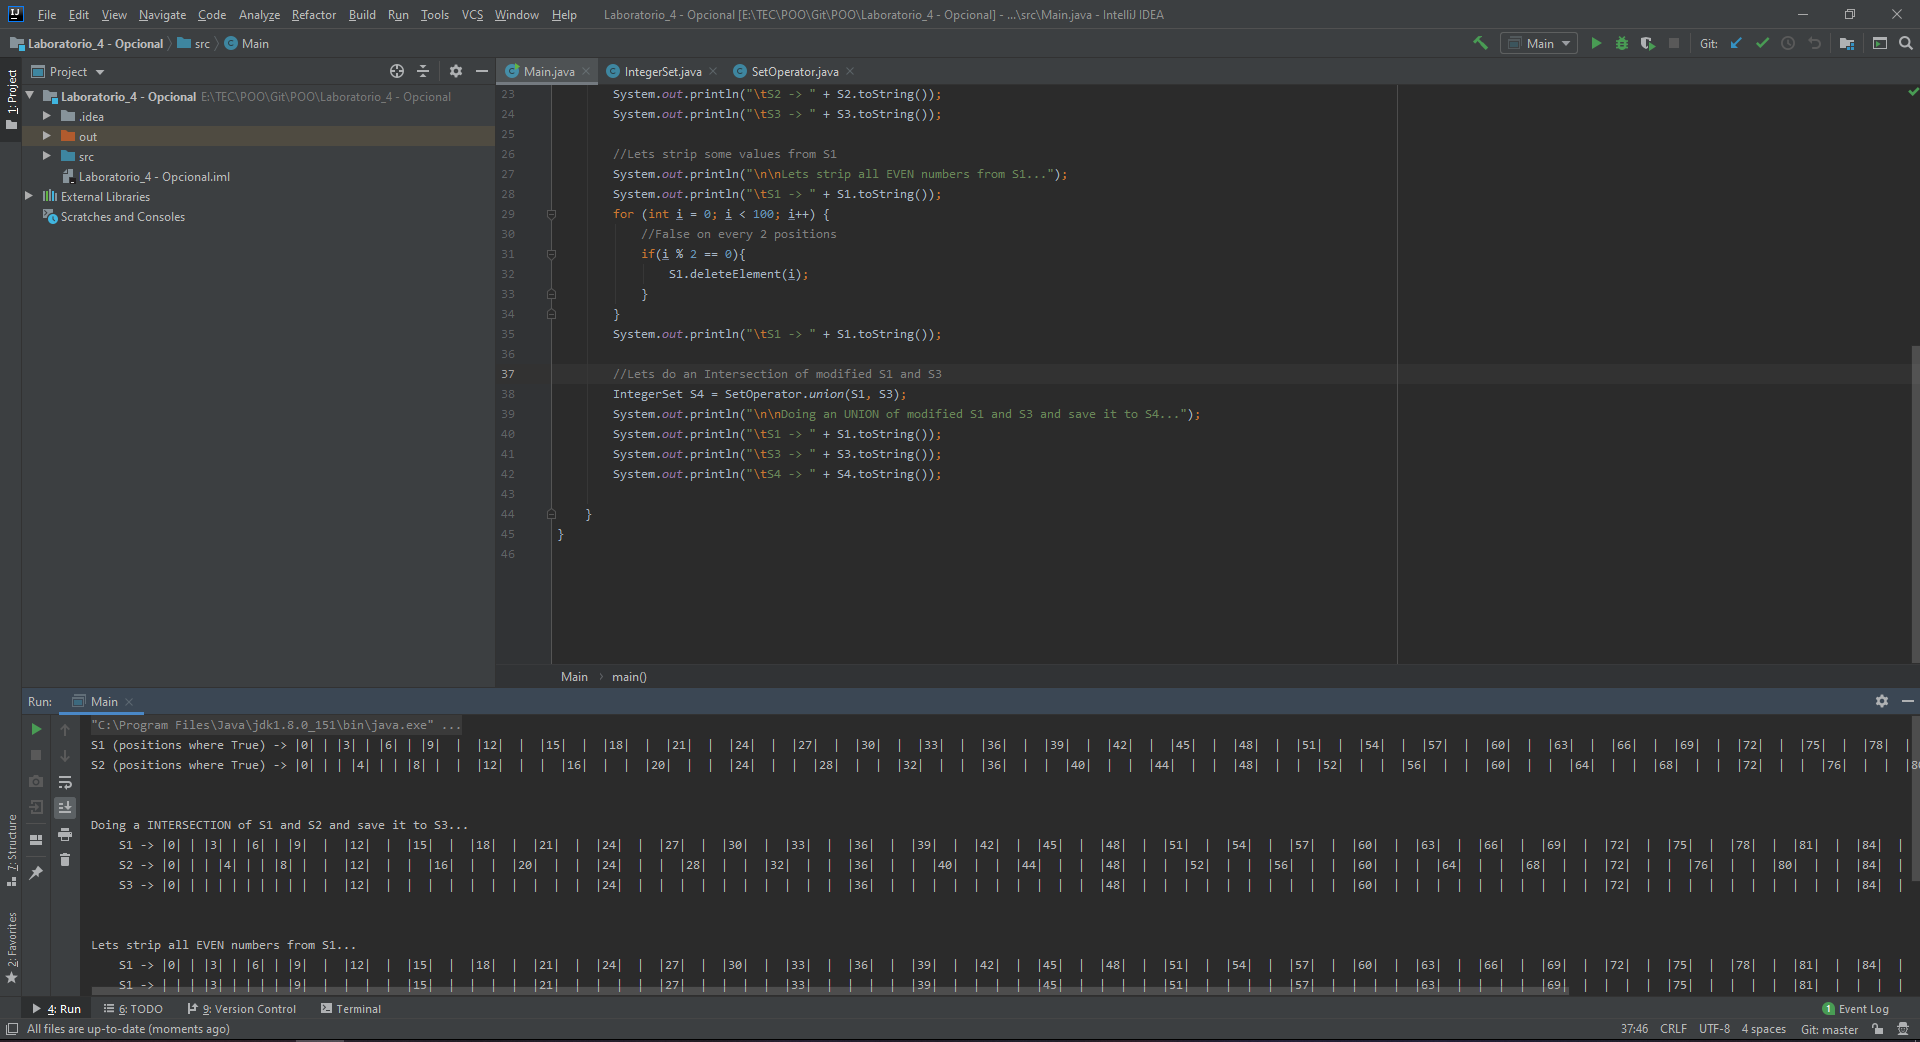 File Edit View Navigate Code Analyze Refactor Build Run Tools VCS Window Help Laboratorio_4 - Opcional [E:\TEC\POO\Git\POO\Laboratorio_4 - Opcional] - ...\src\Main.java - IntelliJ IDEA
Laboratorio_4 - Opcional src Main Main Git:
Project
Main.java IntegerSet.java SetOperator.java
1: Project
Laboratorio_4 - Opcional E:\TEC\POO\Git\POO\Laboratorio_4 - Opcional
.idea
out
src
Laboratorio_4 - Opcional.iml
External Libraries
Scratches and Consoles
23 System.out.println("\tS2 -> " + S2.toString());
24 System.out.println("\tS3 -> " + S3.toString());
25
26 //Lets strip some values from S1
27 System.out.println("\n\nLets strip all EVEN numbers from S1...");
28 System.out.println("\tS1 -> " + S1.toString());
29 for (int i = 0; i < 100; i++) {
30 //False on every 2 positions
31 if(i % 2 == 0){
32 S1.deleteElement(i);
33 }
34 }
35 System.out.println("\tS1 -> " + S1.toString());
36
37 //Lets do an Intersection of modified S1 and S3
38 IntegerSet S4 = SetOperator.union(S1, S3);
39 System.out.println("\n\nDoing an UNION of modified S1 and S3 and save it to S4...");
40 System.out.println("\tS1 -> " + S1.toString());
41 System.out.println("\tS3 -> " + S3.toString());
42 System.out.println("\tS4 -> " + S4.toString());
43
44 }
45 }
46
Main main()
Run: Main
"C:\Program Files\Java\jdk1.8.0_151\bin\java.exe" ...
S1 (positions where True) -> |0| | |3| | |6| | |9| | |12| | |15| | |18| | |21| | |24| | |27| | |30| | |33| | |36| | |39| | |42| | |45| | |48| | |51| | |54| | |57| | |60| | |63| | |66| | |69| | |72| | |75| | |78| |
S2 (positions where True) -> |0| | | |4| | | |8| | | |12| | | |16| | | |20| | | |24| | | |28| | | |32| | | |36| | | |40| | | |44| | | |48| | | |52| | | |56| | | |60| | | |64| | | |68| | | |72| | | |76| | | |8
Doing a INTERSECTION of S1 and S2 and save it to S3...
S1 -> |0| | |3| | |6| | |9| | |12| | |15| | |18| | |21| | |24| | |27| | |30| | |33| | |36| | |39| | |42| | |45| | |48| | |51| | |54| | |57| | |60| | |63| | |66| | |69| | |72| | |75| | |78| | |81| | |84| |
S2 -> |0| | | |4| | | |8| | | |12| | | |16| | | |20| | | |24| | | |28| | | |32| | | |36| | | |40| | | |44| | | |48| | | |52| | | |56| | | |60| | | |64| | | |68| | | |72| | | |76| | | |80| | | |84| |
S3 -> |0| | | | | | | | | | | |12| | | | | | | | | | | |24| | | | | | | | | | | |36| | | | | | | | | | | |48| | | | | | | | | | | |60| | | | | | | | | | | |72| | | | | | | | | | | |84| |
Lets strip all EVEN numbers from S1...
S1 -> |0| | |3| | |6| | |9| | |12| | |15| | |18| | |21| | |24| | |27| | |30| | |33| | |36| | |39| | |42| | |45| | |48| | |51| | |54| | |57| | |60| | |63| | |66| | |69| | |72| | |75| | |78| | |81| | |84| |
S1 -> | | | |3| | | | | |9| | | | | |15| | | | | |21| | | | | |27| | | | | |33| | | | | |39| | | | | |45| | | | | |51| | | | | |57| | | | | |63| | | | | |69| | | | | |75| | | | | |81| | | | |
7: Structure
2: Favorites
4: Run 6: TODO 9: Version Control Terminal 1 Event Log
All files are up-to-date (moments ago) 37:46 CRLF UTF-8 4 spaces Git: master